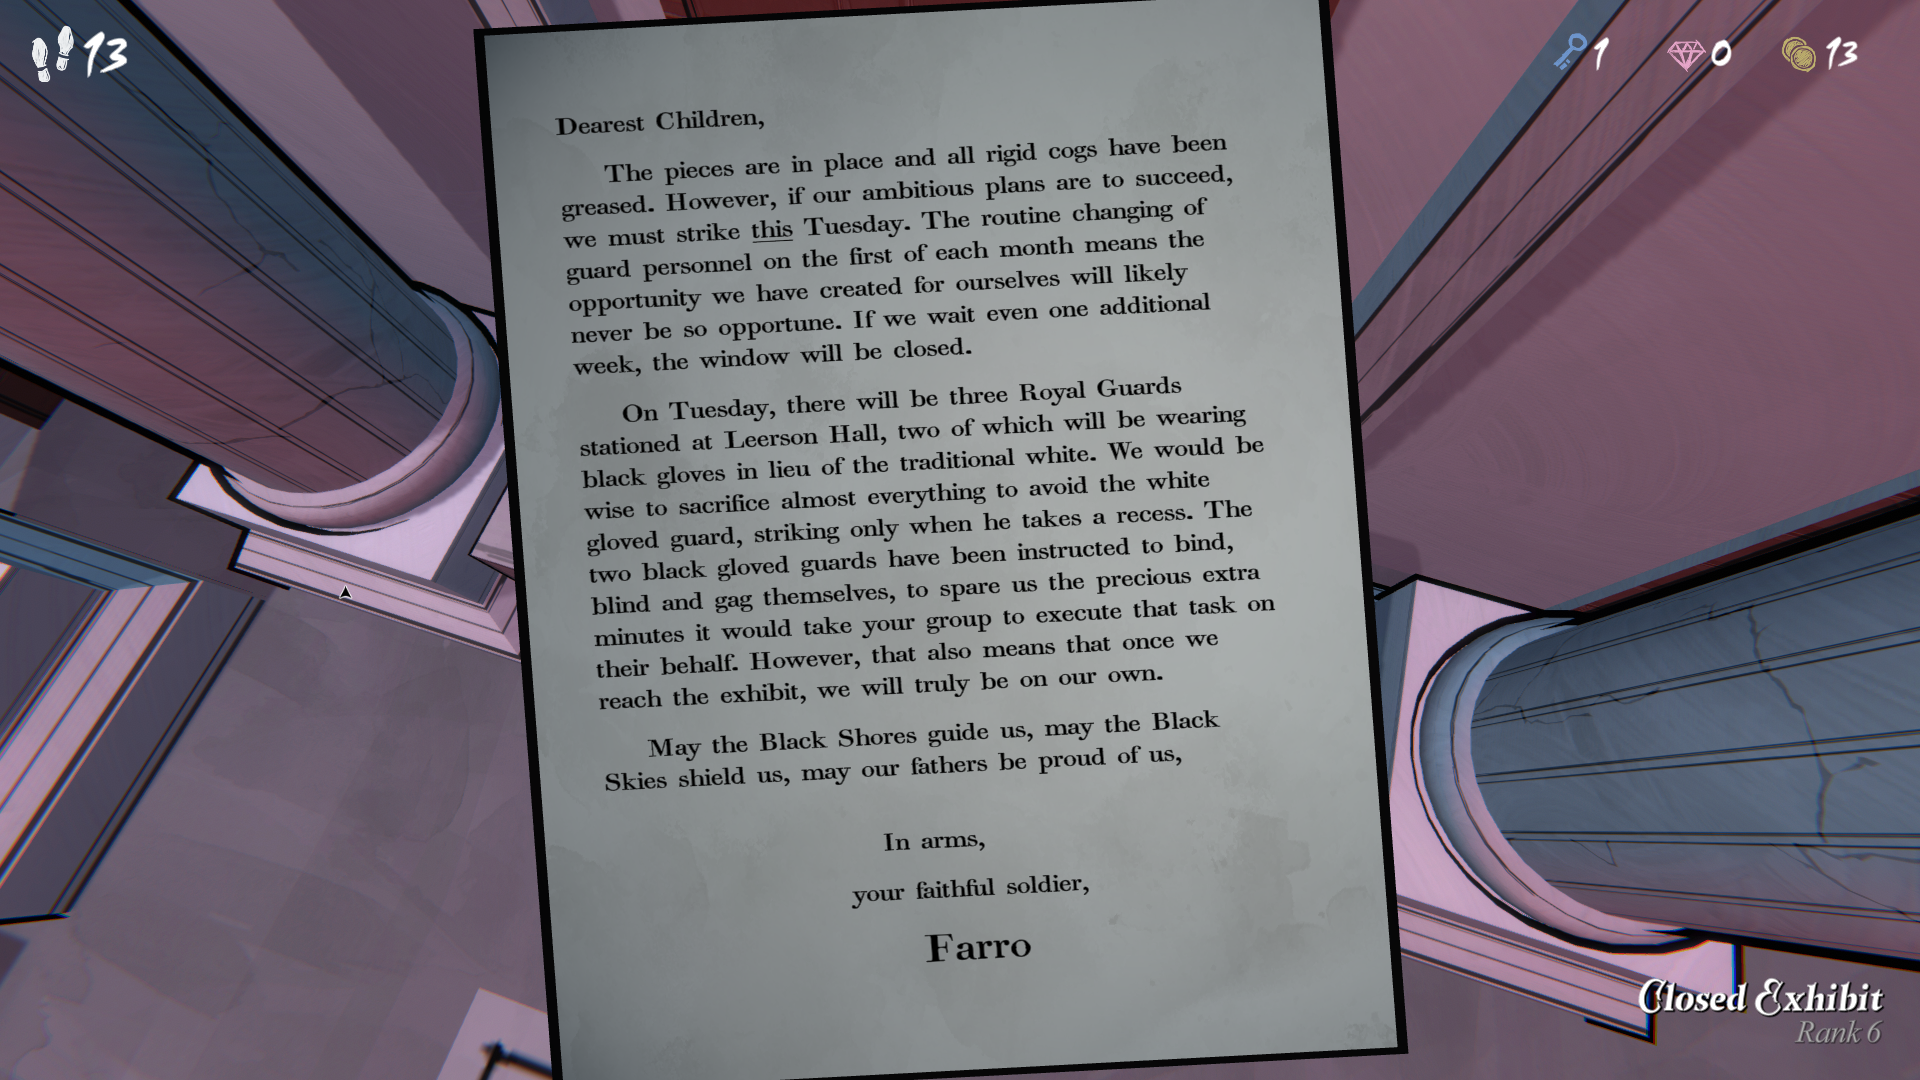 13
1
0
13
Dearest Children,
The pieces are in place and all rigid cogs have been
greased. However, if our ambitious plans are to succeed,
we must strike this Tuesday. The routine changing of
guard personnel on the first of each month means the
opportunity we have created for ourselves will likely
never be so opportune. If we wait even one additional
week, the window will be closed.
On Tuesday, there will be three Royal Guards
stationed at Leerson Hall, two of which will be wearing
black gloves in lieu of the traditional white. We would be
wise to sacrifice almost everything to avoid the white
gloved guard, striking only when he takes a recess. The
two black gloved guards have been instructed to bind,
blind and gag themselves, to spare us the precious extra
minutes it would take your group to execute that task on
their behalf. However, that also means that once we
reach the exhibit, we will truly be on our own.
May the Black Shores guide us, may the Black
Skies shield us, may our fathers be proud of us,
In arms,
your faithful soldier,
Farro
Closed Exhibit
Rank 6